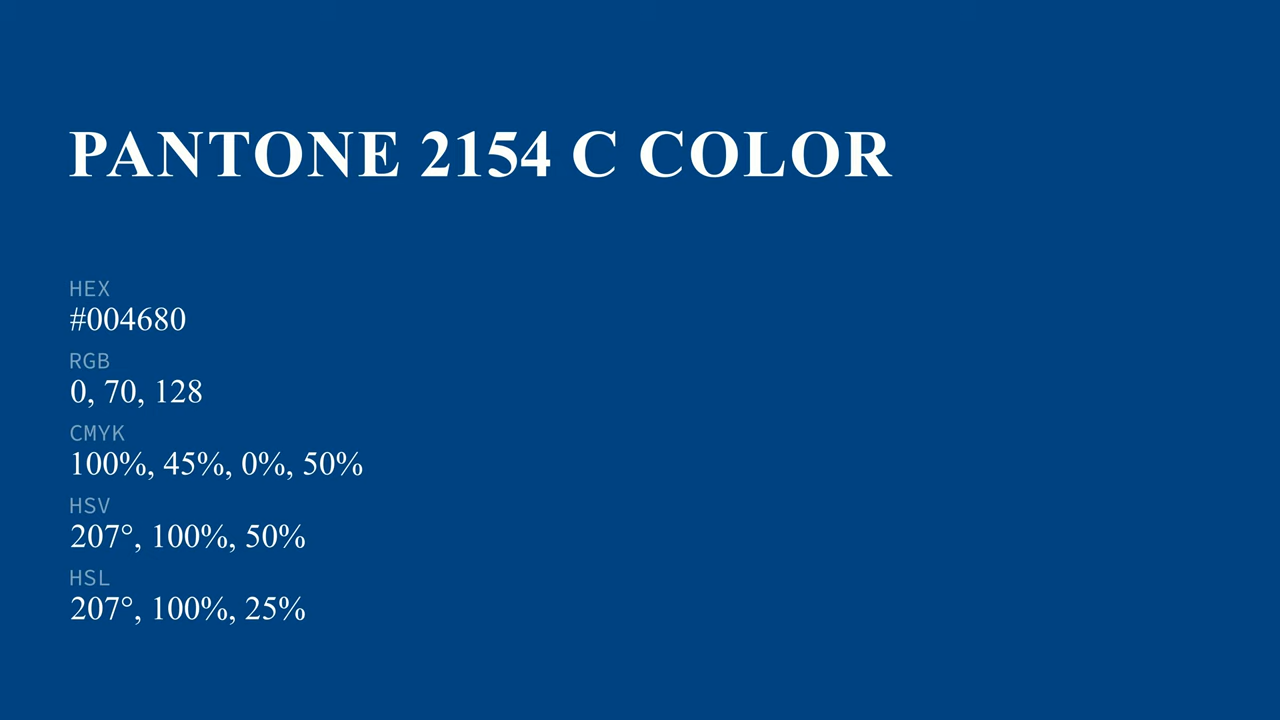 PANTONE 2154 C COLOR
HEX
#004680
RGB
0, 70, 128
CMYK
100%, 45%, 0%, 50%
HSV
207°, 100%, 50%
HSL
207°, 100%, 25%